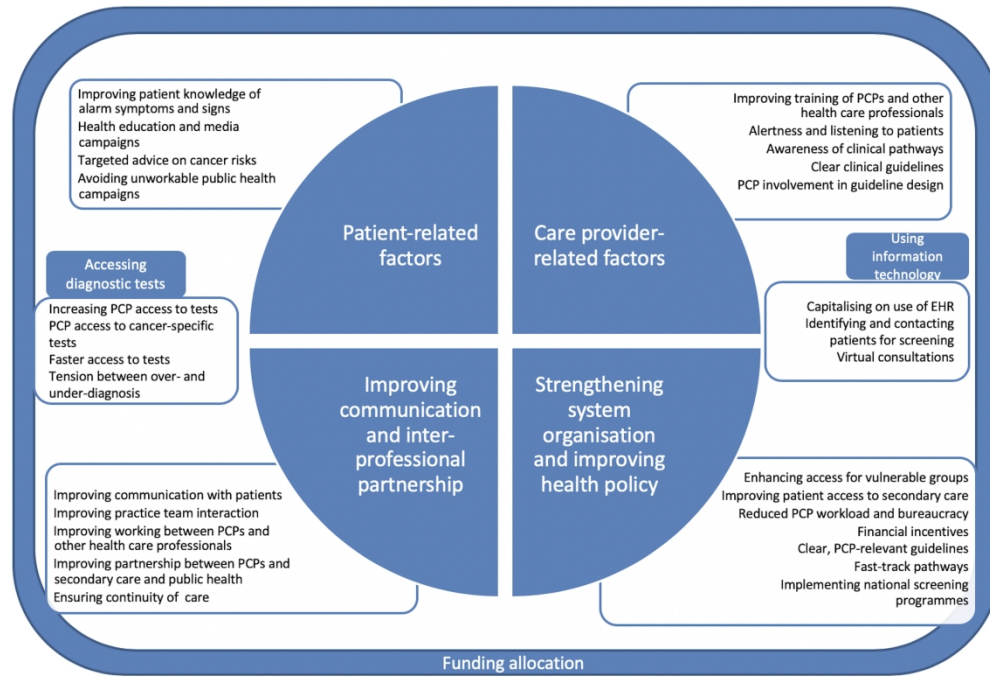 Improving patient knowledge of
alarm symptoms and signs
Health education and media
campaigns
Targeted advice on cancer risks
Avoiding unworkable public health
campaigns
Improving training of PCPs and other
health care professionals
Alertness and listening to patients
Awareness of clinical pathways
Clear clinical guidelines
PCP involvement in guideline design
Patient-related
factors
Care provider-
related factors
Accessing
diagnostic tests
Increasing PCP access to tests
PCP access to cancer-specific
tests
Faster access to tests
Tension between over- and
under-diagnosis
Using
information
technology
Capitalising on use of EHR
Identifying and contacting
patients for screening
Virtual consultations
Improving
communication
and inter-
professional
partnership
Strengthening
system
organisation
and improving
health policy
Improving communication with patients
Improving practice team interaction
Improving working between PCPs and
other health care professionals
Improving partnership between PCPs and
secondary care and public health
Ensuring continuity of care
Enhancing access for vulnerable groups
Improving patient access to secondary care
Reduced PCP workload and bureaucracy
Financial incentives
Clear, PCP-relevant guidelines
Fast-track pathways
Implementing national screening
programmes
Funding allocation